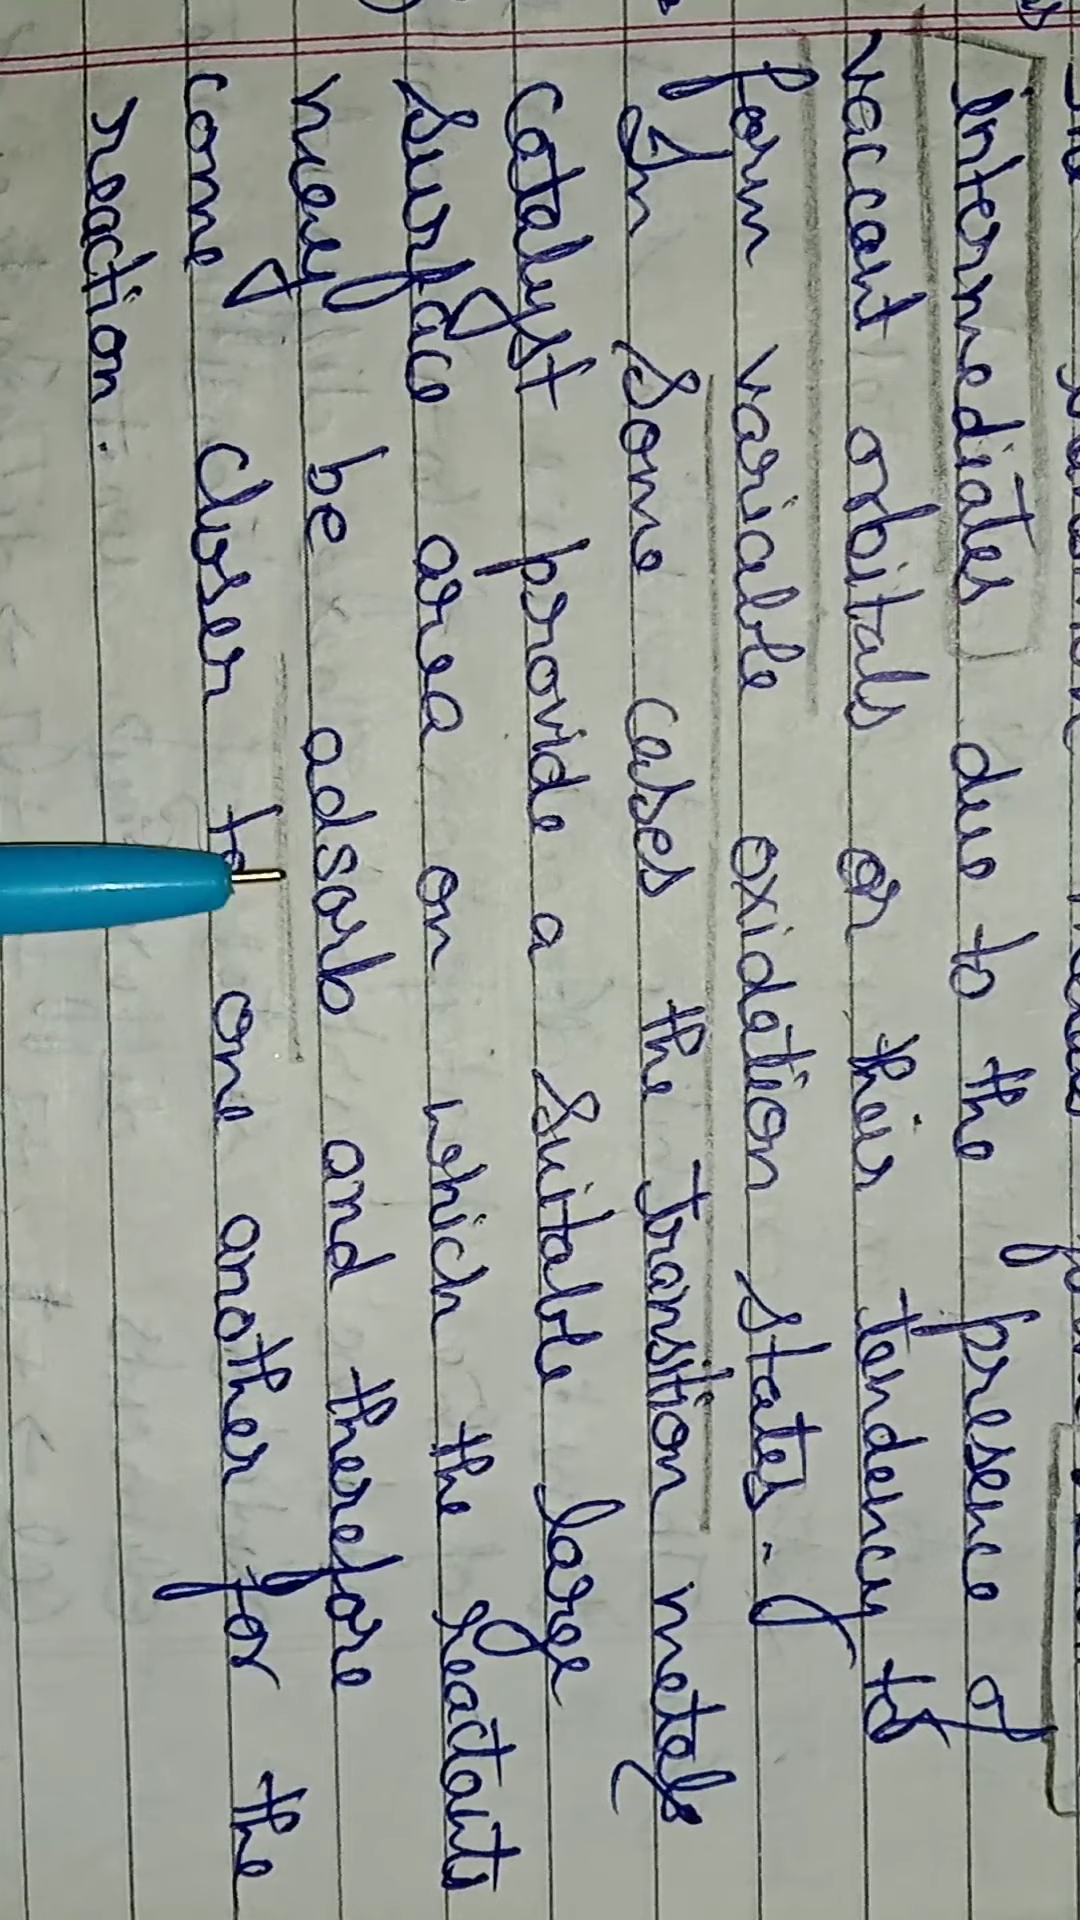 intermediates due to the presence of
vacant orbitals or their tendency to
form variable oxidation states.
In some cases the transition metals
catalyst provide a suitable large
surface area on which the reactants
may be adsorb and therefore
come closer to one another for the
reaction.